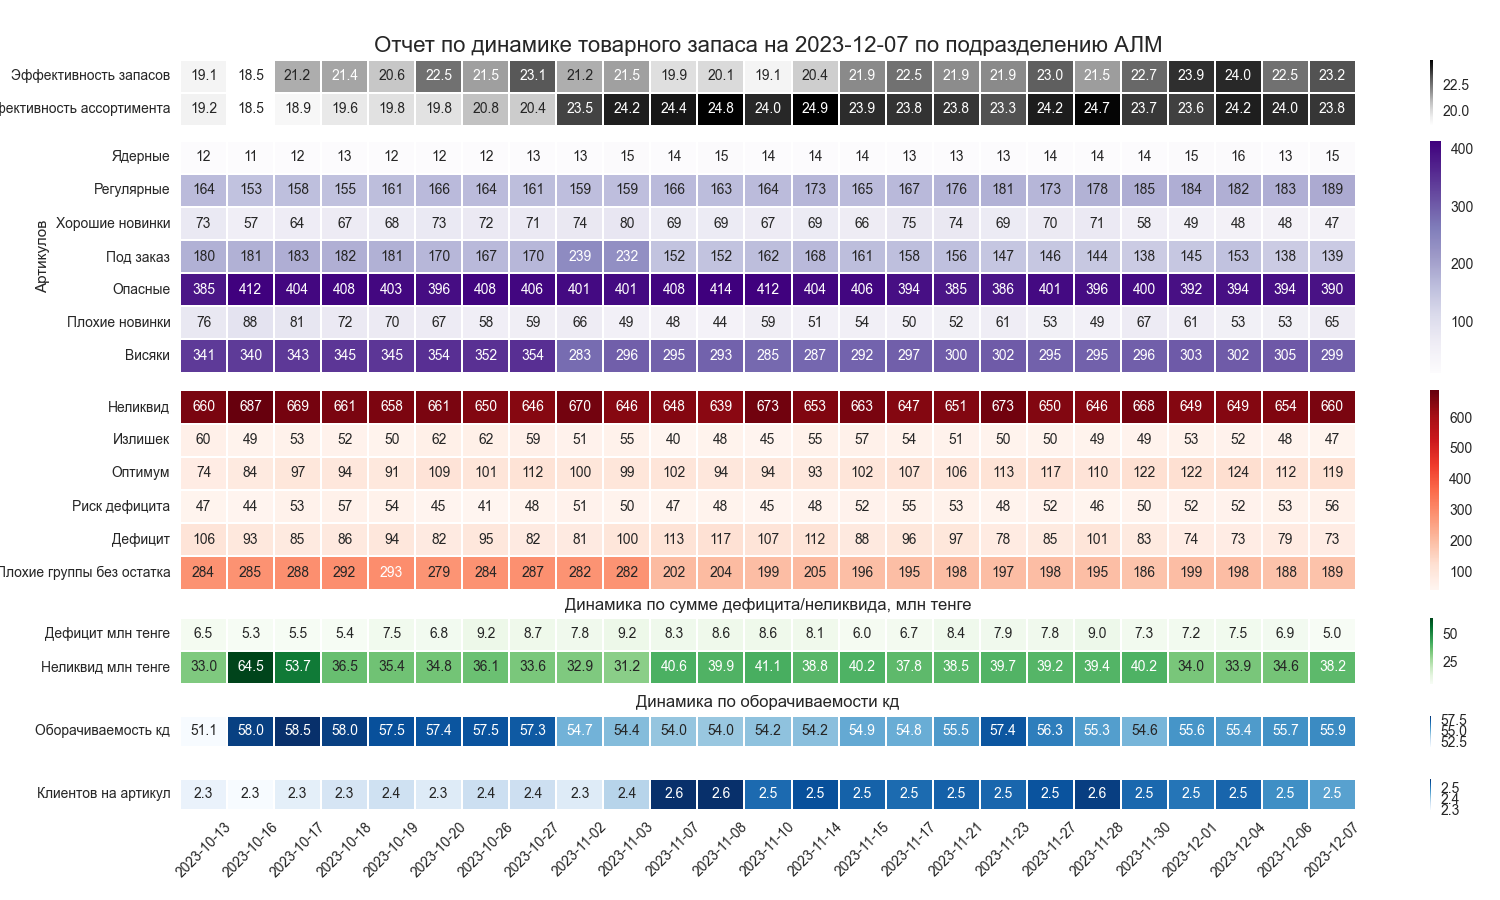 Отчет по динамике товарного запаса на 2023-12-07 по подразделению АЛМ
Эффективность запасов 19.1 18.5 21.2 21.4 20.6 22.5 21.5 23.1 21.2 21.5 19.9 20.1 19.1 20.4 21.9 22.5 21.9 21.9 23.0 21.5 22.7 23.9 24.0 22.5 23.2
фективность ассортимента 19.2 18.5 18.9 19.6 19.8 19.8 20.8 20.4 23.5 24.2 24.4 24.8 24.0 24.9 23.9 23.8 23.8 23.3 24.2 24.7 23.7 23.6 24.2 24.0 23.8
22.5
20.0
Артикулов
Ядерные 12 11 12 13 12 12 12 13 13 15 14 15 14 14 14 13 13 13 14 14 14 15 16 13 15
Регулярные 164 153 158 155 161 166 164 161 159 159 166 163 164 173 165 167 176 181 173 178 185 184 182 183 189
Хорошие новинки 73 57 64 67 68 73 72 71 74 80 69 69 67 69 66 75 74 69 70 71 58 49 48 48 47
Под заказ 180 181 183 182 181 170 167 170 239 232 152 152 162 168 161 158 156 147 146 144 138 145 153 138 139
Опасные 385 412 404 408 403 396 408 406 401 401 408 414 412 404 406 394 385 386 401 396 400 392 394 394 390
Плохие новинки 76 88 81 72 70 67 58 59 66 49 48 44 59 51 54 50 52 61 53 49 67 61 53 53 65
Висяки 341 340 343 345 345 354 352 354 283 296 295 293 285 287 292 297 300 302 295 295 296 303 302 305 299
400
300
200
100
Неликвид 660 687 669 661 658 661 650 646 670 646 648 639 673 653 663 647 651 673 650 646 668 649 649 654 660
Излишек 60 49 53 52 50 62 62 59 51 55 40 48 45 55 57 54 51 50 50 49 49 53 52 48 47
Оптимум 74 84 97 94 91 109 101 112 100 99 102 94 94 93 102 107 106 113 117 110 122 122 124 112 119
Риск дефицита 47 44 53 57 54 45 41 48 51 50 47 48 45 48 52 55 53 48 52 46 50 52 52 53 56
Дефицит 106 93 85 86 94 82 95 82 81 100 113 117 107 112 88 96 97 78 85 101 83 74 73 79 73
Плохие группы без остатка 284 285 288 292 293 279 284 287 282 282 202 204 199 205 196 195 198 197 198 195 186 199 198 188 189
600
500
400
300
200
100
Динамика по сумме дефицита/неликвида, млн тенге
Дефицит млн тенге 6.5 5.3 5.5 5.4 7.5 6.8 9.2 8.7 7.8 9.2 8.3 8.6 8.6 8.1 6.0 6.7 8.4 7.9 7.8 9.0 7.3 7.2 7.5 6.9 5.0
Неликвид млн тенге 33.0 64.5 53.7 36.5 35.4 34.8 36.1 33.6 32.9 31.2 40.6 39.9 41.1 38.8 40.2 37.8 38.5 39.7 39.2 39.4 40.2 34.0 33.9 34.6 38.2
50
25
Динамика по оборачиваемости кд
Оборачиваемость кд 51.1 58.0 58.5 58.0 57.5 57.4 57.5 57.3 54.7 54.4 54.0 54.0 54.2 54.2 54.9 54.8 55.5 57.4 56.3 55.3 54.6 55.6 55.4 55.7 55.9
57.5
55.0
52.5
Клиентов на артикул 2.3 2.3 2.3 2.3 2.4 2.3 2.4 2.4 2.3 2.4 2.6 2.6 2.5 2.5 2.5 2.5 2.5 2.5 2.5 2.6 2.5 2.5 2.5 2.5 2.5
2.5
2.4
2.3
2023-10-13 2023-10-16 2023-10-17 2023-10-18 2023-10-19 2023-10-20 2023-10-26 2023-10-27 2023-11-02 2023-11-03 2023-11-07 2023-11-08 2023-11-10 2023-11-14 2023-11-15 2023-11-17 2023-11-21 2023-11-23 2023-11-27 2023-11-28 2023-11-30 2023-12-01 2023-12-04 2023-12-06 2023-12-07